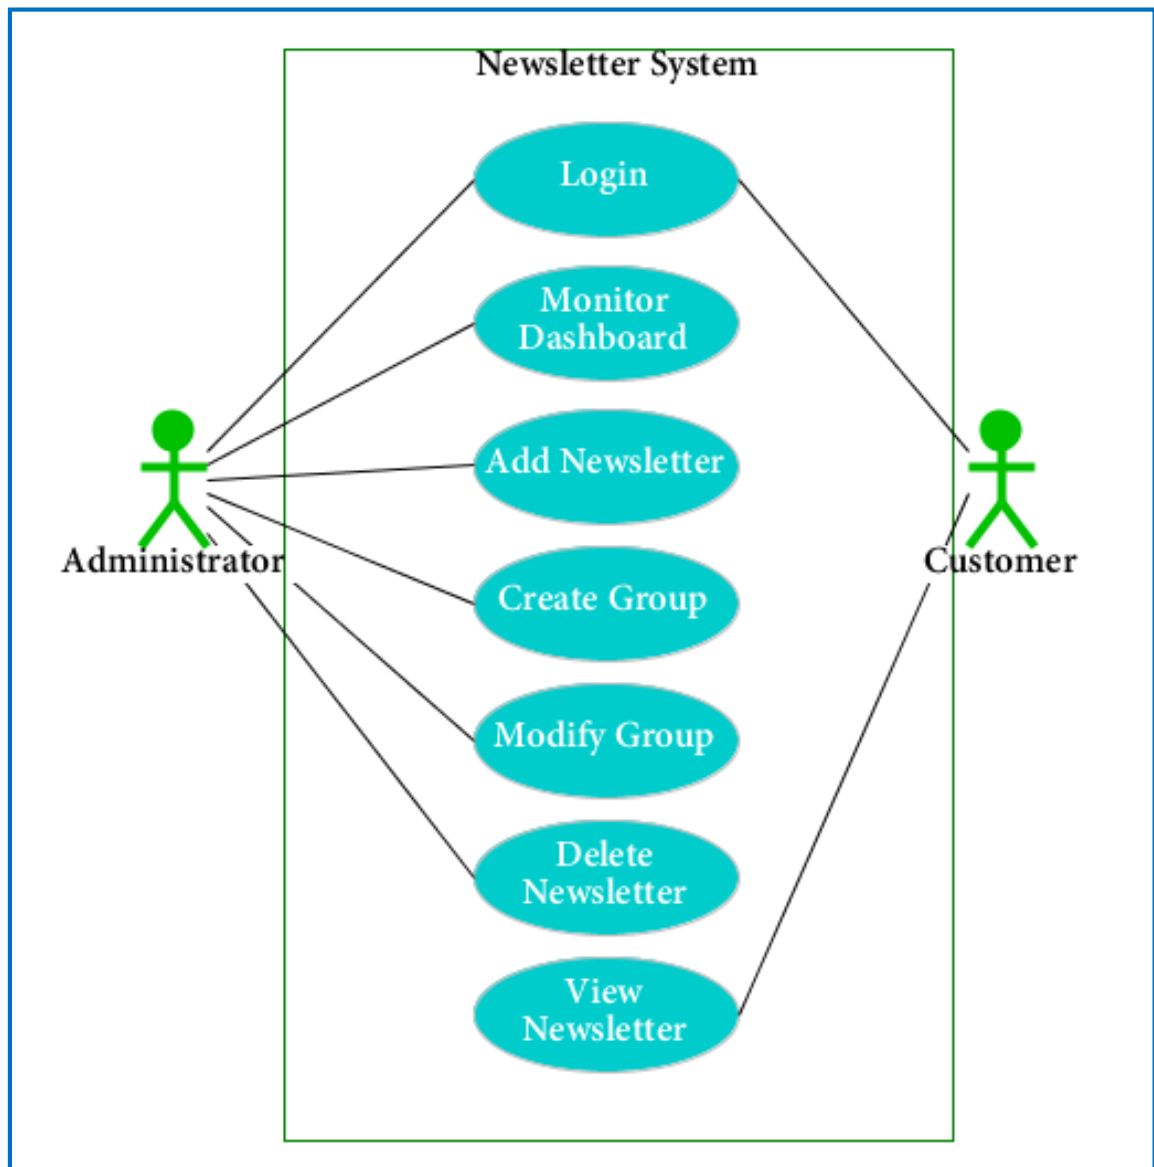 Newsletter System
Login
Monitor
Dashboard
Add Newsletter
Administrator
Customer
Create Group
Modify Group
Delete
Newsletter
View
Newsletter